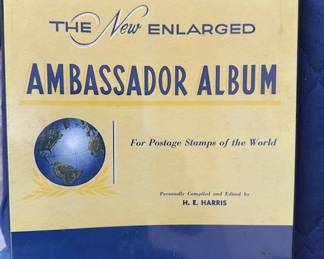 THE New ENLARGED
AMBASSADOR ALBUM
For Postage Stamps of the World
Personally Compiled and Edited by
H. E. HARRIS